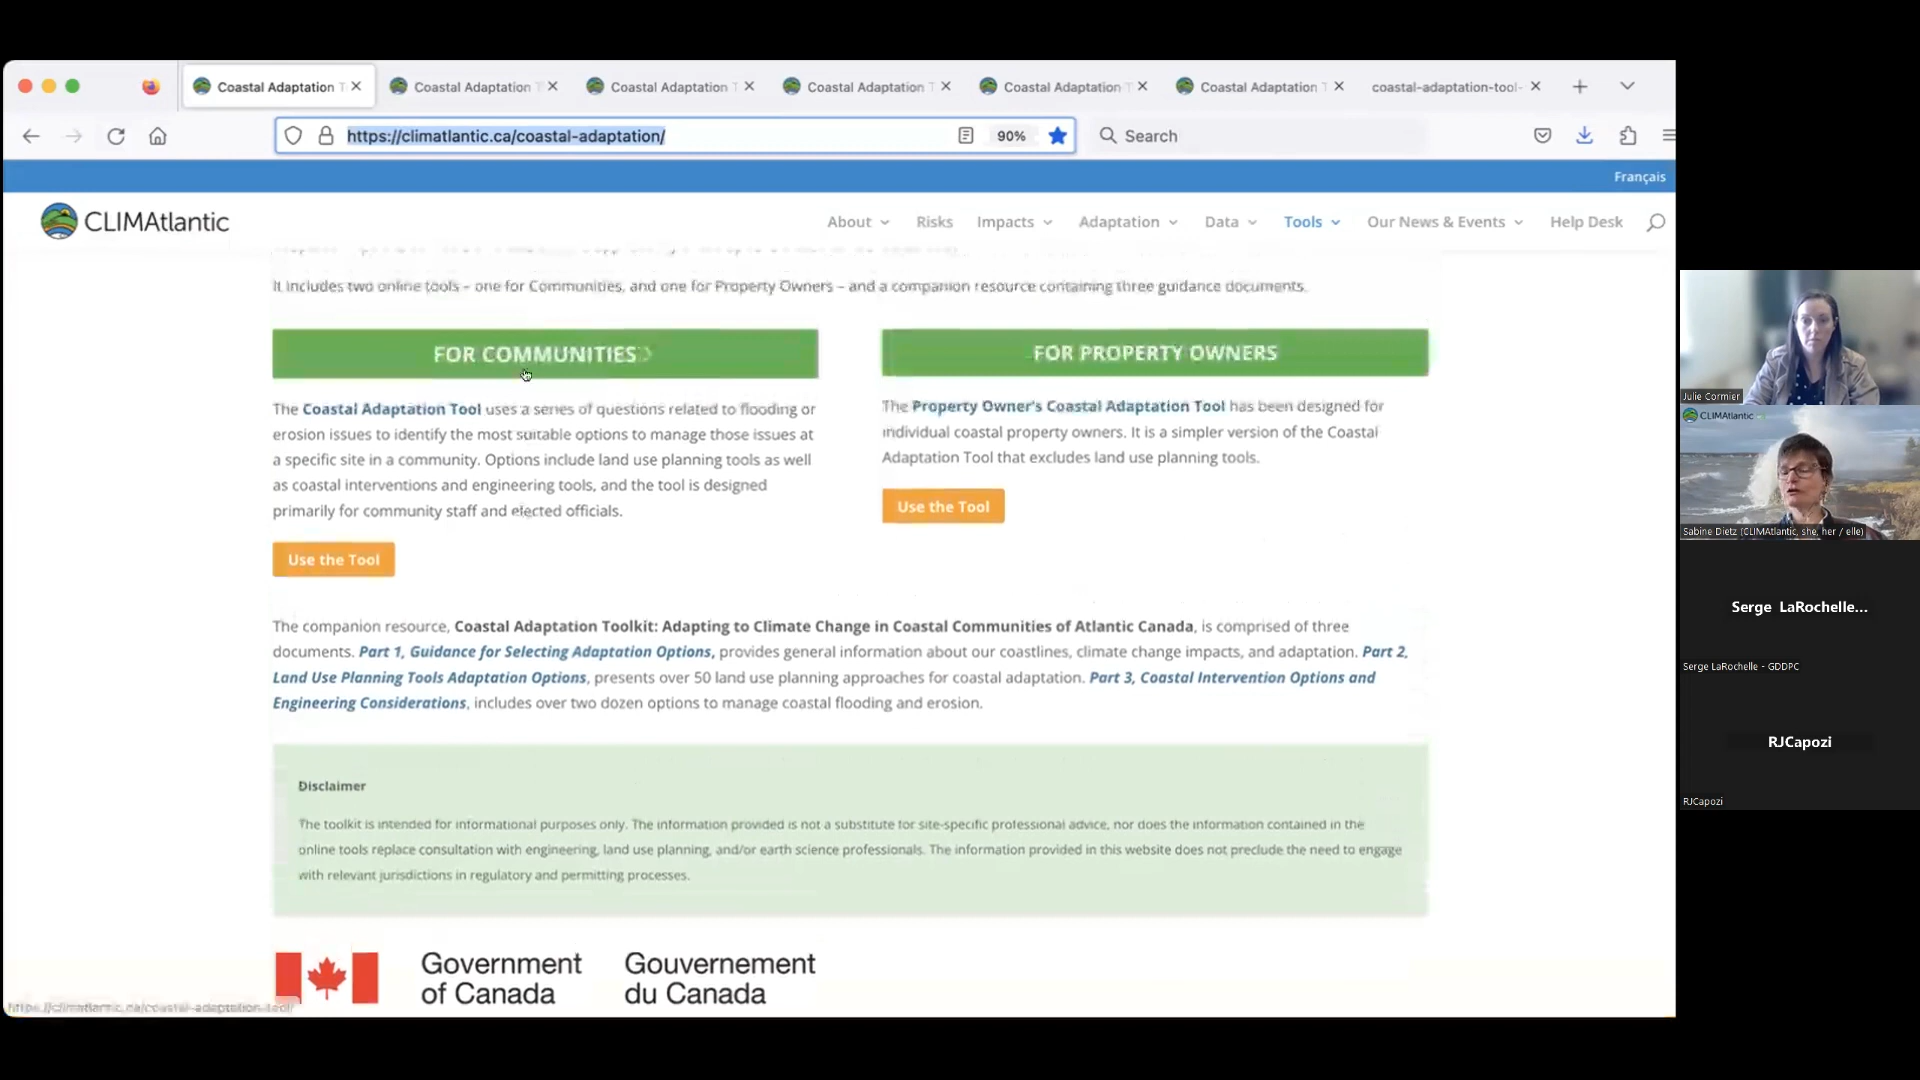 Coastal Adaptation T
Coastal Adaptation T
Coastal Adaptation T
Coastal Adaptation T
Coastal Adaptation T
Coastal Adaptation T
coastal-adaptation-tool-
https://climatlantic.ca/coastal-adaptation/
90%
Search
Français
CLIMAtlantic
About
Risks
Impacts
Adaptation
Data
Tools
Our News & Events
Help Desk
It includes two online tools – one for Communities, and one for Property Owners – and a companion resource containing three guidance documents.
FOR COMMUNITIES
The Coastal Adaptation Tool uses a series of questions related to flooding or
erosion issues to identify the most suitable options to manage those issues at
a specific site in a community. Options include land use planning tools as well
as coastal interventions and engineering tools, and the tool is designed
primarily for community staff and elected officials.
Use the Tool
FOR PROPERTY OWNERS
The Property Owner's Coastal Adaptation Tool has been designed for
individual coastal property owners. It is a simpler version of the Coastal
Adaptation Tool that excludes land use planning tools.
Use the Tool
The companion resource, Coastal Adaptation Toolkit: Adapting to Climate Change in Coastal Communities of Atlantic Canada, is comprised of three
documents. Part 1, Guidance for Selecting Adaptation Options, provides general information about our coastlines, climate change impacts, and adaptation. Part 2,
Land Use Planning Tools Adaptation Options, presents over 50 land use planning approaches for coastal adaptation. Part 3, Coastal Intervention Options and
Engineering Considerations, includes over two dozen options to manage coastal flooding and erosion.
Disclaimer
The toolkit is intended for informational purposes only. The information provided is not a substitute for site-specific professional advice, nor does the information contained in the
online tools replace consultation with engineering, land use planning, and/or earth science professionals. The information provided in this website does not preclude the need to engage
with relevant jurisdictions in regulatory and permitting processes.
Government
of Canada
Gouvernement
du Canada
https://climatlantic.ca/coastal-adaptation-tool/
Julie Cormier
CLIMAtlantic
Sabine Dietz (CLIMAtlantic, she, her / elle)
Serge LaRochelle...
Serge LaRochelle - GDDPC
RJCapozi
RJCapozi